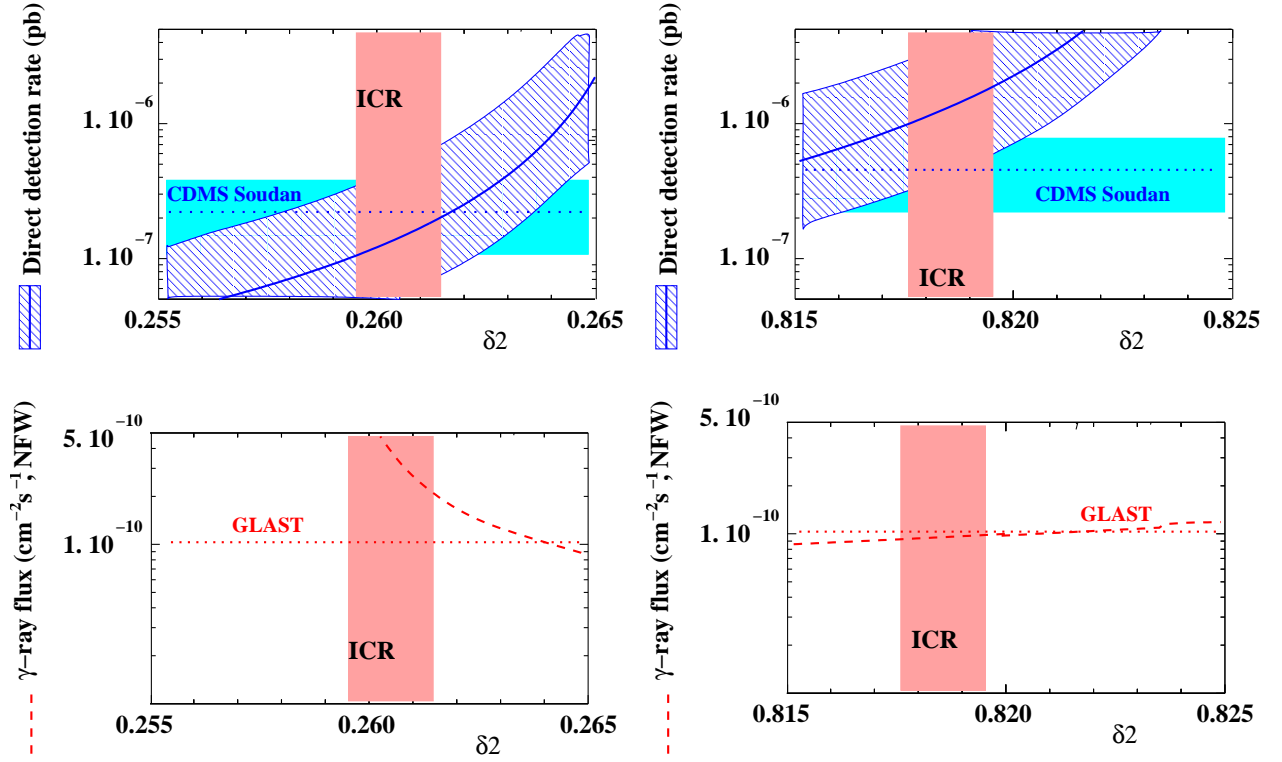 Direct detection rate (pb)
1. 10 −6
1. 10 −7
ICR
CDMS Soudan
0.255 0.260 0.265
δ2
Direct detection rate (pb)
1. 10 −6
1. 10 −7
CDMS Soudan
ICR
0.815 0.820 0.825
δ2
γ−ray flux (cm−2s−1, NFW)
5. 10 −10
1. 10 −10
GLAST
ICR
0.255 0.260 0.265
δ2
γ−ray flux (cm−2s−1, NFW)
5. 10 −10
1. 10 −10
GLAST
ICR
0.815 0.820 0.825
δ2